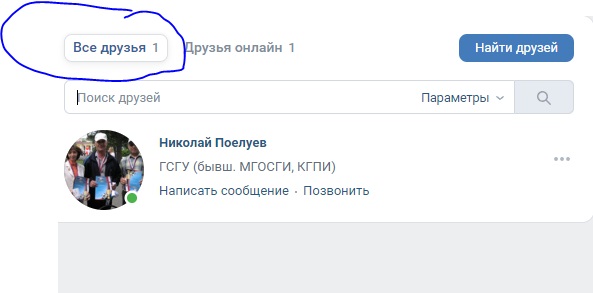 Все друзья 1 Друзья онлайн 1 Найти друзей
Поиск друзей Параметры
Николай Поелуев
ГСГУ (бывш. МГОСГИ, КГПИ)
Написать сообщение · Позвонить